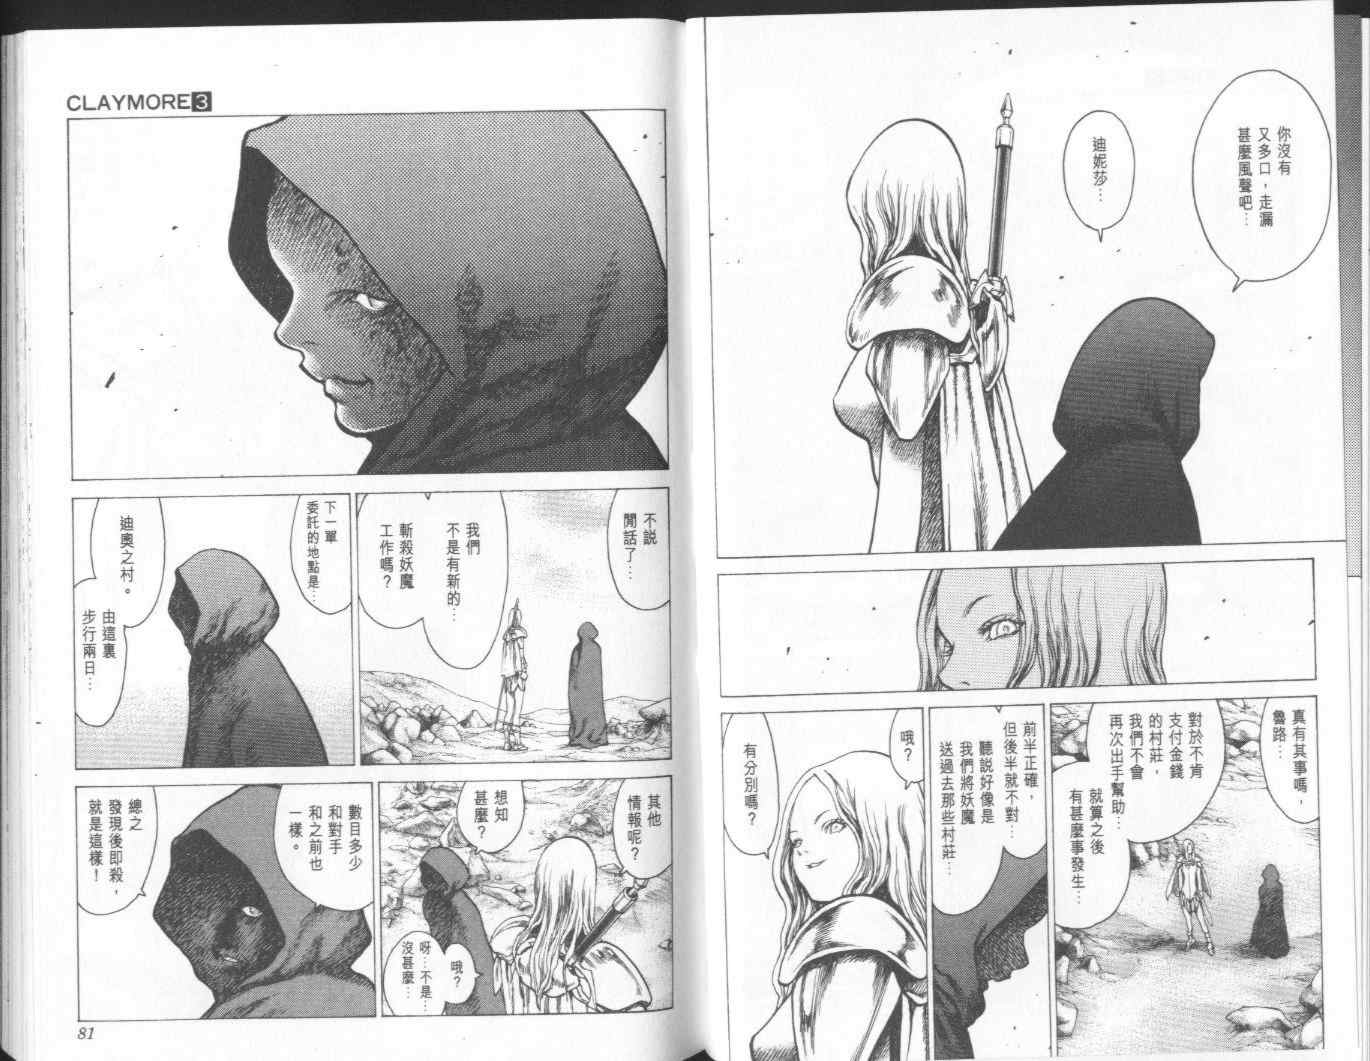 你沒有
又多口，走漏
甚麼風聲吧…
迪妮莎…
真有其事嗎，
魯路…
對於不肯
支付金錢
的村莊，
我們不會
再次出手幫助…
就算之後
有甚麼事發生…
前半正確，
但後半就不對…
聽説好像是
我們將妖魔
送過去那些村莊…
哦？
有分別嗎？
CLAYMORE3
不説
閒話了…
我們
不是有新的…
斬殺妖魔
工作嗎？
下一單
委託的地點是…
迪奧之村。
由這裏
步行兩日…
其他
情報呢？
想知
甚麼？
哦？
呀…不是…
沒甚麼…
數目多少
和對手
和之前也
一樣。
總之
發現後即殺，
就是這樣！
81